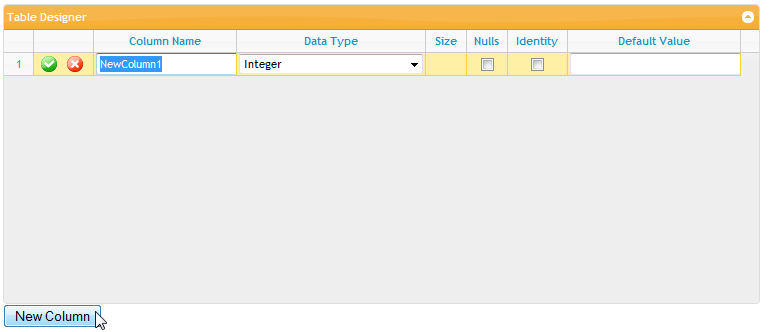 Table Designer
Column Name Data Type Size Nulls Identity Default Value
1 NewColumn1 Integer
New Column